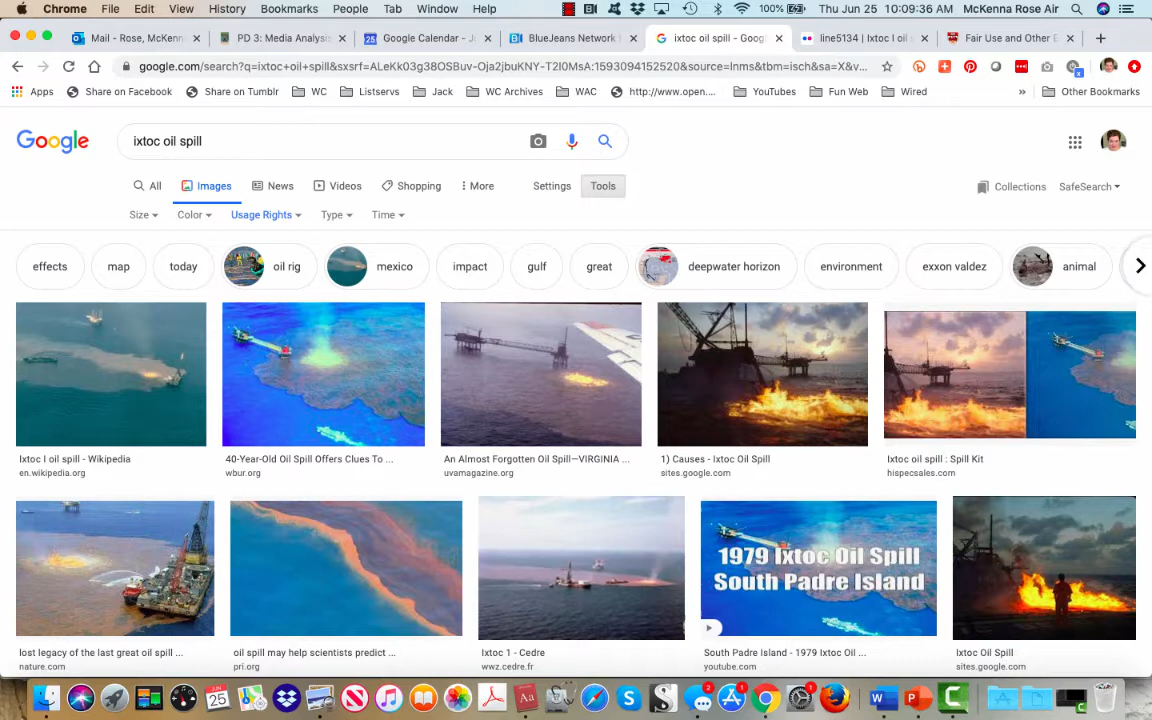 Chrome File Edit View History Bookmarks People Tab Window Help 100% Thu Jun 25 10:09:36 AM McKenna Rose Air
Mail - Rose, McKenn × PD 3: Media Analysis × 25 Google Calendar - J × BlueJeans Network × ixtoc oil spill - Goog × line5134 | Ixtoc I oil s × Fair Use and Other E × +
google.com/search?q=ixtoc+oil+spill&sxsrf=ALeKk03g38OSBuv-Oja2jbuKNY-T2I0MsA:1593094152520&source=lnms&tbm=isch&sa=X&v...
Apps Share on Facebook Share on Tumblr WC Listservs Jack WC Archives WAC http://www.open.... YouTubes Fun Web Wired » Other Bookmarks
Google ixtoc oil spill
All Images News Videos Shopping More Settings Tools Collections SafeSearch
Size Color Usage Rights Type Time
effects map today oil rig mexico impact gulf great deepwater horizon environment exxon valdez animal
Ixtoc I oil spill - Wikipedia 40-Year-Old Oil Spill Offers Clues To ... An Almost Forgotten Oil Spill—VIRGINIA ... 1) Causes - Ixtoc Oil Spill Ixtoc oil spill : Spill Kit
en.wikipedia.org wbur.org uvamagazine.org sites.google.com hispecsales.com
1979 Ixtoc Oil Spill
South Padre Island
lost legacy of the last great oil spill ... oil spill may help scientists predict ... Ixtoc 1 - Cedre South Padre Island - 1979 Ixtoc Oil ... Ixtoc Oil Spill
nature.com pri.org wwz.cedre.fr youtube.com sites.google.com
JUN
25 Aa S S 2 1 W P C